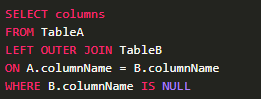 SELECT columns
FROM TableA
LEFT OUTER JOIN TableB
ON A.columnName = B.columnName
WHERE B.columnName IS NULL